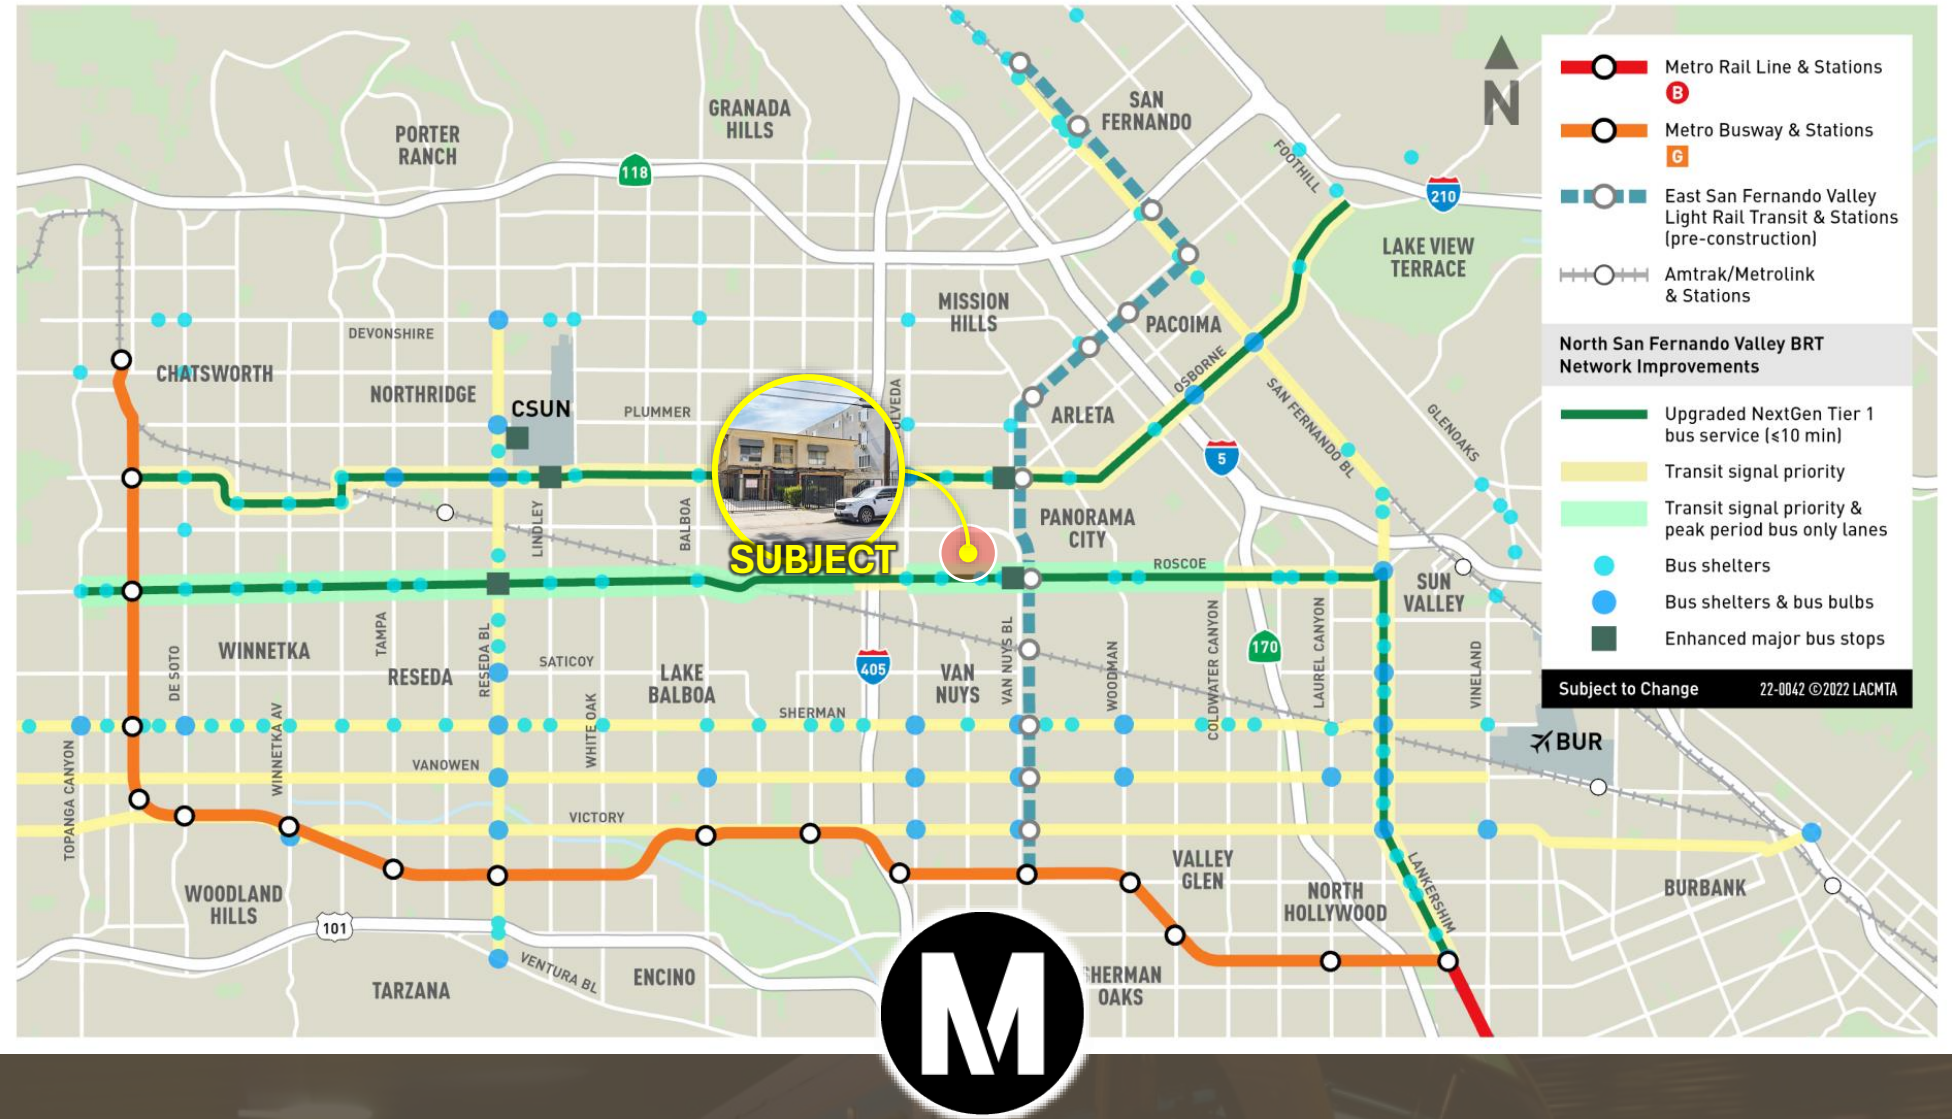 SAN
FERNANDO
GRANADA
HILLS
PORTER
RANCH
118
FOOTHILL
210
LAKE VIEW
TERRACE
N
Metro Rail Line & Stations
B
Metro Busway & Stations
G
East San Fernando Valley
Light Rail Transit & Stations
(pre-construction)
Amtrak/Metrolink
& Stations
North San Fernando Valley BRT
Network Improvements
Upgraded NextGen Tier 1
bus service (≤10 min)
Transit signal priority
Transit signal priority &
peak period bus only lanes
Bus shelters
Bus shelters & bus bulbs
Enhanced major bus stops
Subject to Change 22-0042 ©2022 LACMTA
MISSION
HILLS
PACOIMA
DEVONSHIRE
CHATSWORTH
NORTHRIDGE
CSUN
PLUMMER
ULVEDA
ARLETA
OSBORNE
SAN FERNANDO BL
GLENOAKS
5
LINDLEY
BALBOA
SUBJECT
PANORAMA
CITY
ROSCOE
SUN
VALLEY
WINNETKA
DE SOTO
TAMPA
RESEDA
RESEDA BL
SATICOY
WHITE OAK
LAKE
BALBOA
405
VAN
NUYS
VAN NUYS BL
WOODMAN
COLDWATER CANYON
170
LAUREL CANYON
VINELAND
SHERMAN
BUR
TOPANGA CANYON
WINNETKA AV
VANOWEN
VICTORY
WOODLAND
HILLS
101
TARZANA
VENTURA BL
ENCINO
M
SHERMAN
OAKS
VALLEY
GLEN
NORTH
HOLLYWOOD
LANKERSHIM
BURBANK